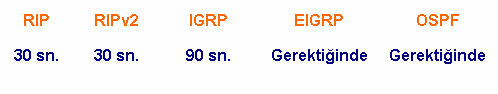 RIP RIPv2 IGRP EIGRP OSPF
30 sn. 30 sn. 90 sn. Gerektiğinde Gerektiğinde